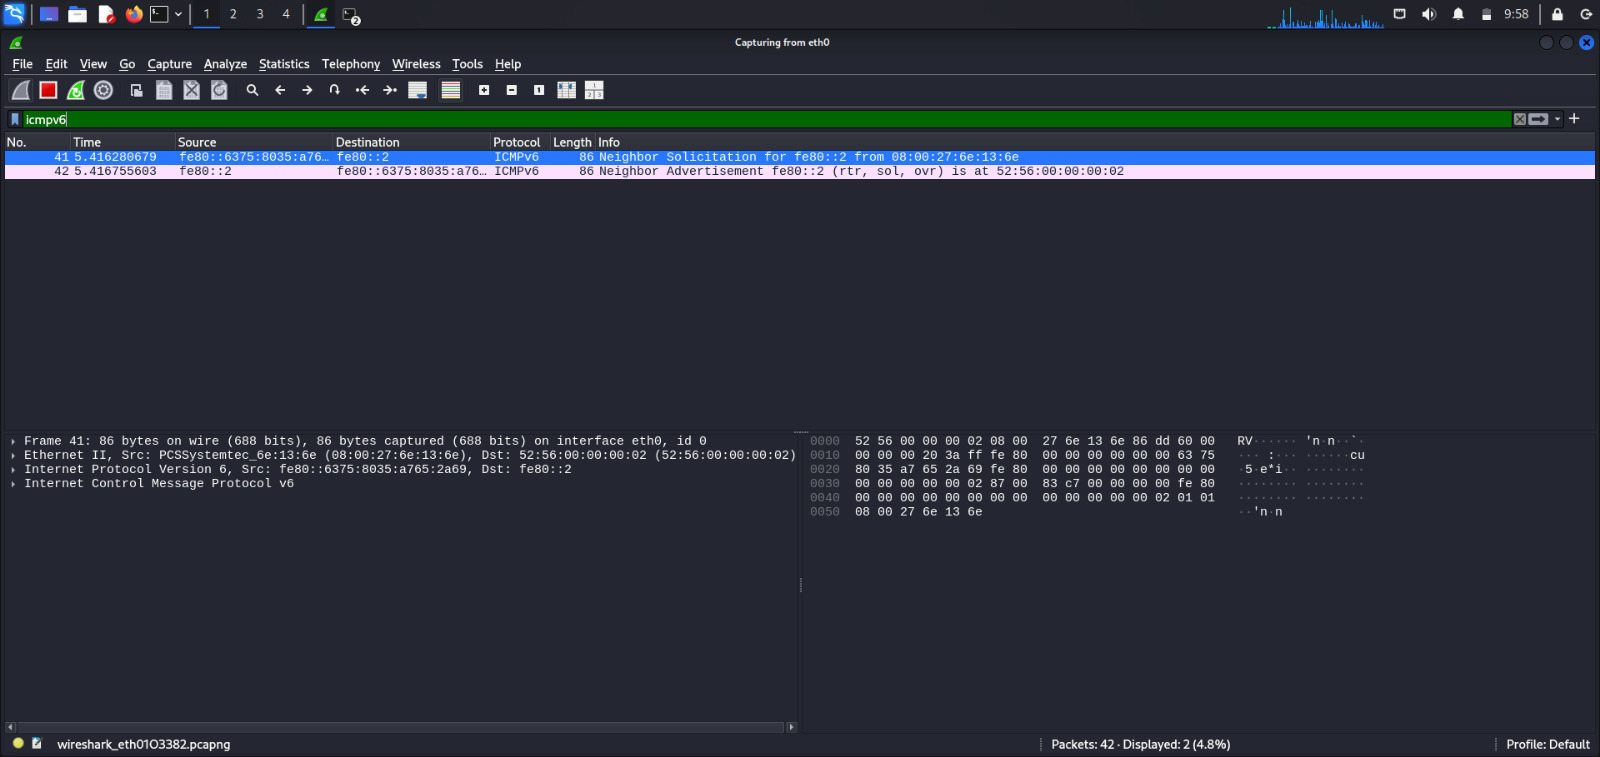 1 2 3 4 2 9:58
Capturing from eth0
File Edit View Go Capture Analyze Statistics Telephony Wireless Tools Help
icmpv6
No. Time Source Destination Protocol Length Info
41 5.416280679 fe80::6375:8035:a76… fe80::2 ICMPv6 86 Neighbor Solicitation for fe80::2 from 08:00:27:6e:13:6e
42 5.416755603 fe80::2 fe80::6375:8035:a76… ICMPv6 86 Neighbor Advertisement fe80::2 (rtr, sol, ovr) is at 52:56:00:00:00:02
Frame 41: 86 bytes on wire (688 bits), 86 bytes captured (688 bits) on interface eth0, id 0
Ethernet II, Src: PCSSystemtec_6e:13:6e (08:00:27:6e:13:6e), Dst: 52:56:00:00:00:02 (52:56:00:00:00:02)
Internet Protocol Version 6, Src: fe80::6375:8035:a765:2a69, Dst: fe80::2
Internet Control Message Protocol v6
0000 52 56 00 00 00 02 08 00 27 6e 13 6e 86 dd 60 00 RV······ 'n·n··`·
0010 00 00 00 20 3a ff fe 80 00 00 00 00 00 00 63 75 ··· :··· ······cu
0020 80 35 a7 65 2a 69 fe 80 00 00 00 00 00 00 00 00 ·5·e*i·· ········
0030 00 00 00 00 00 02 87 00 83 c7 00 00 00 00 fe 80 ········ ········
0040 00 00 00 00 00 00 00 00 00 00 00 00 00 02 01 01 ········ ········
0050 08 00 27 6e 13 6e ··'n·n
wireshark_eth01O3382.pcapng Packets: 42 · Displayed: 2 (4.8%) Profile: Default